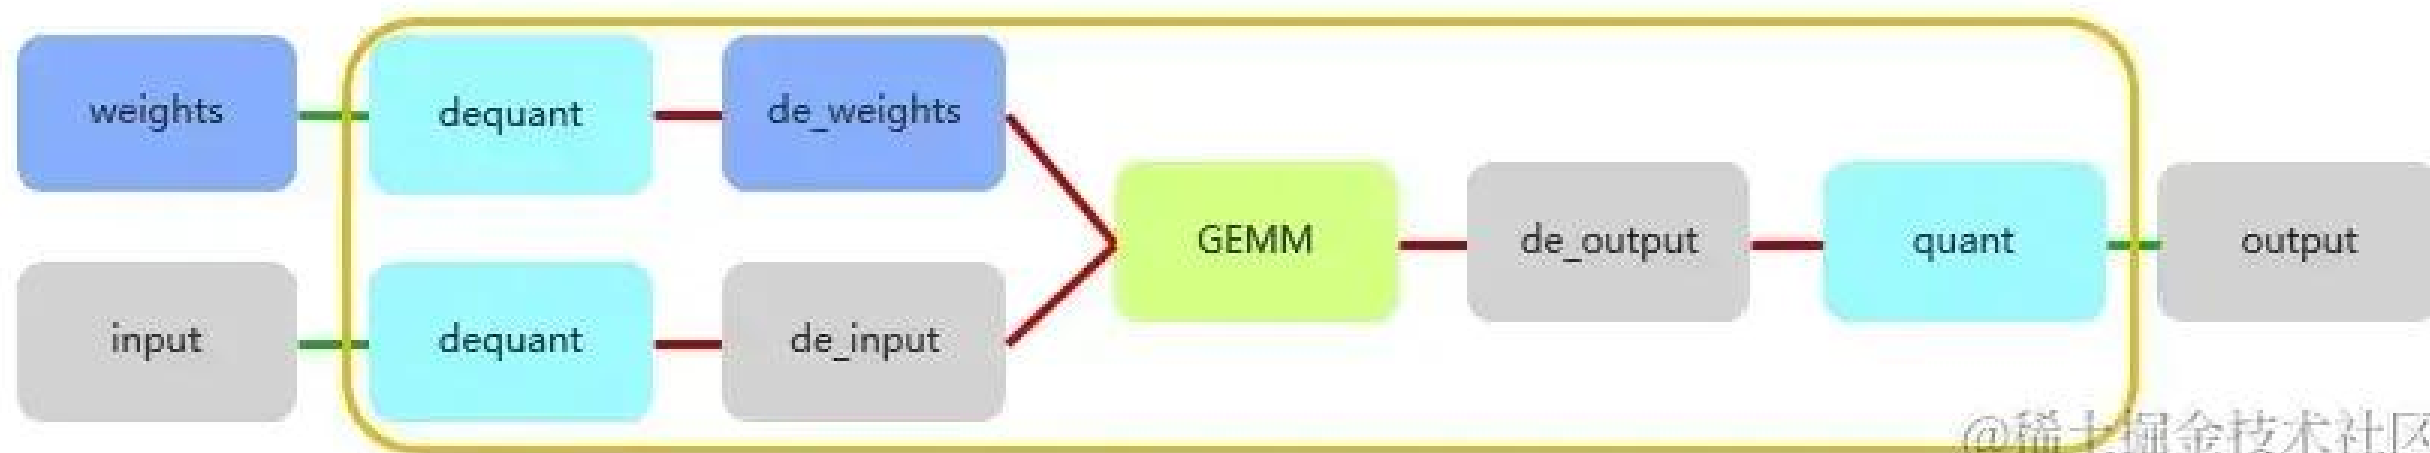 weights dequant de_weights
GEMM de_output quant output
input dequant de_input
@稀土掘金技术社区